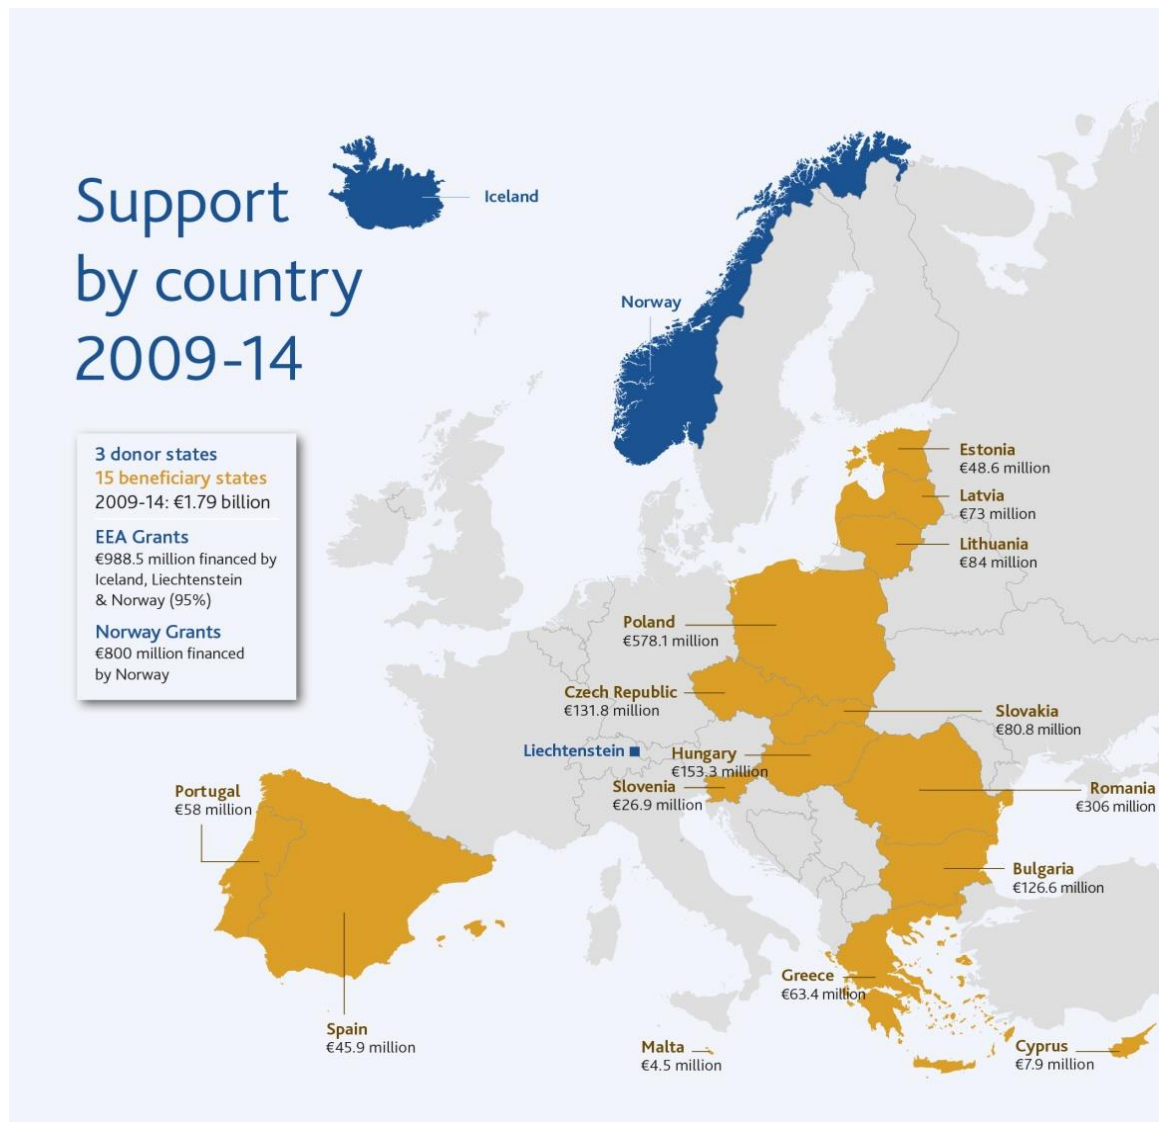 Support
by country
2009-14
3 donor states
15 beneficiary states
2009-14: €1.79 billion
EEA Grants
€988.5 million financed by
Iceland, Liechtenstein
& Norway (95%)
Norway Grants
€800 million financed
by Norway
Iceland
Norway
Estonia
€48.6 million
Latvia
€73 million
Lithuania
€84 million
Poland
€578.1 million
Czech Republic
€131.8 million
Slovakia
€80.8 million
Liechtenstein
Hungary
€153.3 million
Slovenia
€26.9 million
Romania
€306 million
Portugal
€58 million
Bulgaria
€126.6 million
Greece
€63.4 million
Spain
€45.9 million
Malta
€4.5 million
Cyprus
€7.9 million